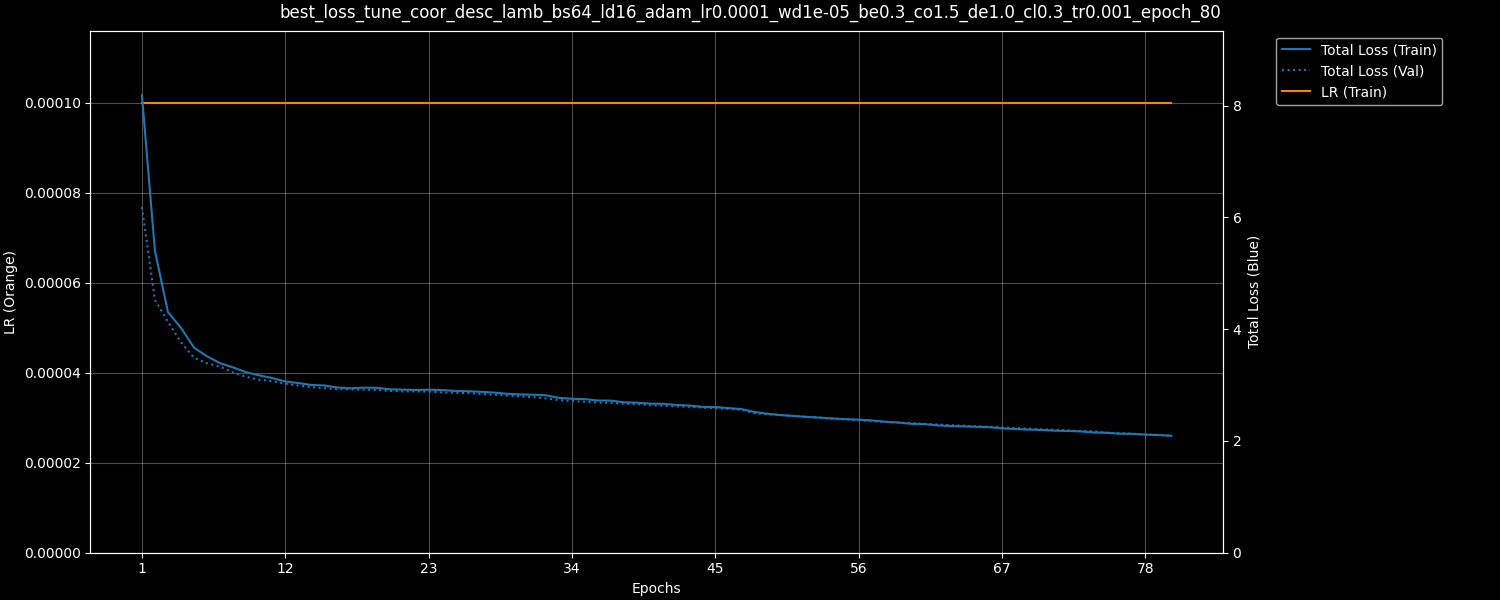 best_loss_tune_coor_desc_lamb_bs64_ld16_adam_lr0.0001_wd1e-05_be0.3_co1.5_de1.0_cl0.3_tr0.001_epoch_80
Total Loss (Train)
Total Loss (Val)
LR (Train)
LR (Orange)
0.00010
0.00008
0.00006
0.00004
0.00002
0.00000
8
6
4
2
0
Total Loss (Blue)
1 12 23 34 45 56 67 78
Epochs